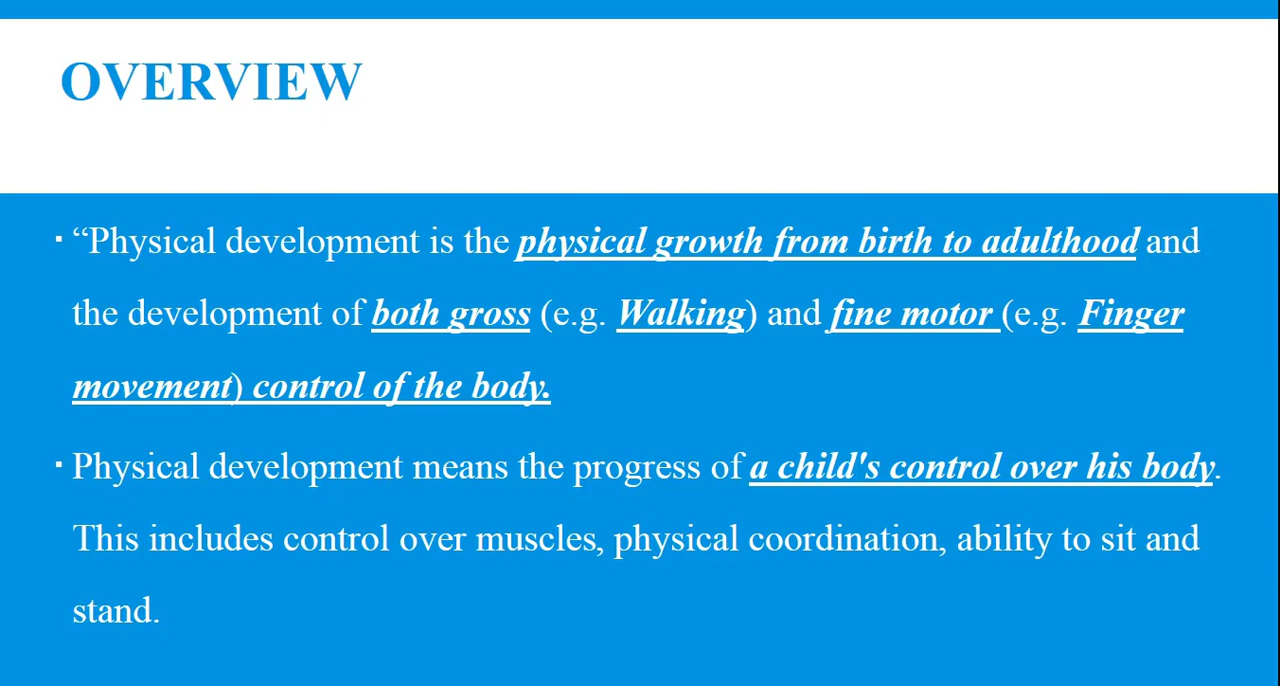 OVERVIEW
▪ “Physical development is the physical growth from birth to adulthood and
the development of both gross (e.g. Walking) and fine motor (e.g. Finger
movement) control of the body.
▪ Physical development means the progress of a child's control over his body.
This includes control over muscles, physical coordination, ability to sit and
stand.